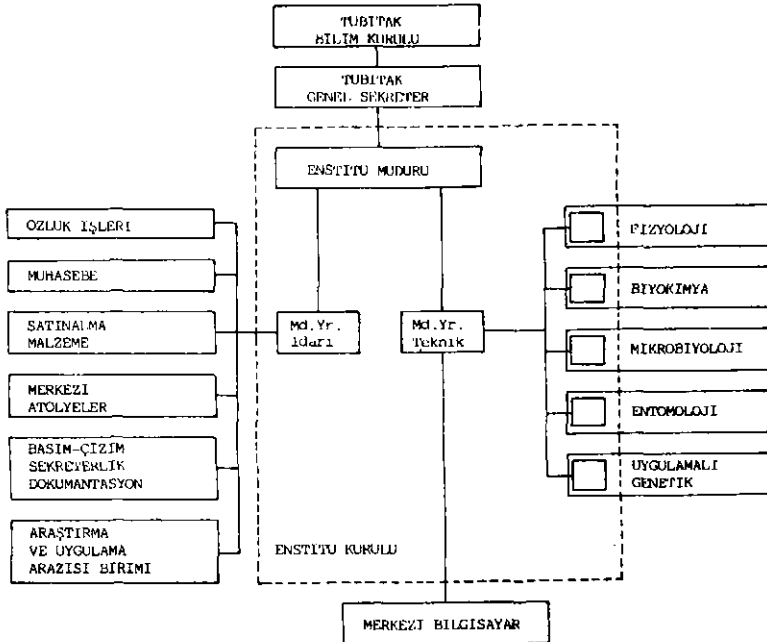 TUBITAK
BILIM KURULU
TUBITAK
GENEL SEKRETER
ENSTITU MUDURU
OZLUK IŞLERI
MUHASEBE
SATINALMA
MALZEME
MERKEZI
ATOLYELER
BASIM-ÇIZIM
SEKRETERLIK
DOKUMANTASYON
ARAŞTIRMA
VE UYGULAMA
ARAZISI BIRIMI
Md.Yr.
Idari
Md.Yr.
Teknik
FIZYOLOJI
BIYOKIMYA
MIKROBIYOLOJI
ENTOMOLOJI
UYGULAMALI
GENETIK
ENSTITU KURULU
MERKEZI BILGISAYAR